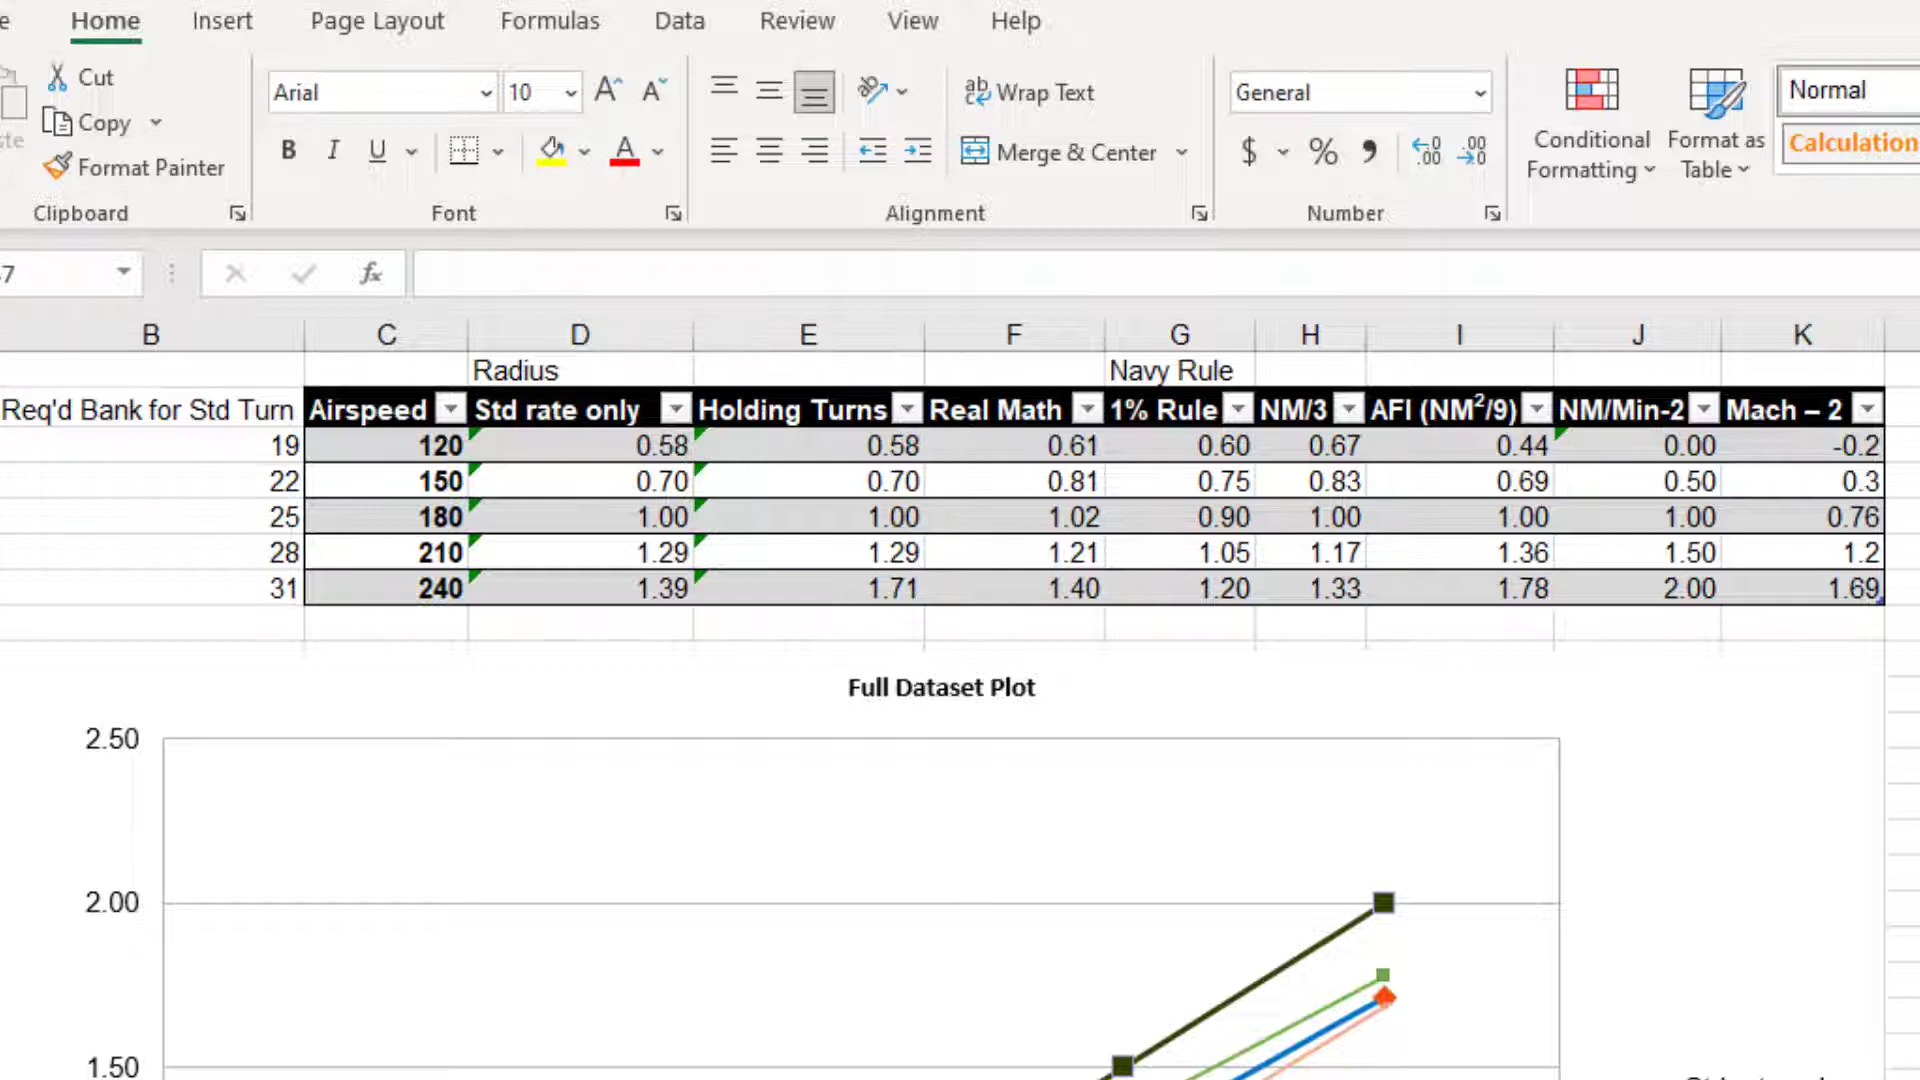 Home Insert Page Layout Formulas Data Review View Help
Cut
Copy
Format Painter
Clipboard
Arial 10
B I U
Font
Wrap Text
Merge & Center
Alignment
General
$ %
Number
Conditional Formatting
Format as Table
Normal
Calculation
fx
B C D E F G H I J K
Radius Navy Rule
Req'd Bank for Std Turn Airspeed Std rate only Holding Turns Real Math 1% Rule NM/3 AFI (NM²/9) NM/Min-2 Mach – 2
19 120 0.58 0.58 0.61 0.60 0.67 0.44 0.00 -0.2
22 150 0.70 0.70 0.81 0.75 0.83 0.69 0.50 0.3
25 180 1.00 1.00 1.02 0.90 1.00 1.00 1.00 0.76
28 210 1.29 1.29 1.21 1.05 1.17 1.36 1.50 1.2
31 240 1.39 1.71 1.40 1.20 1.33 1.78 2.00 1.69
Full Dataset Plot
2.50
2.00
1.50